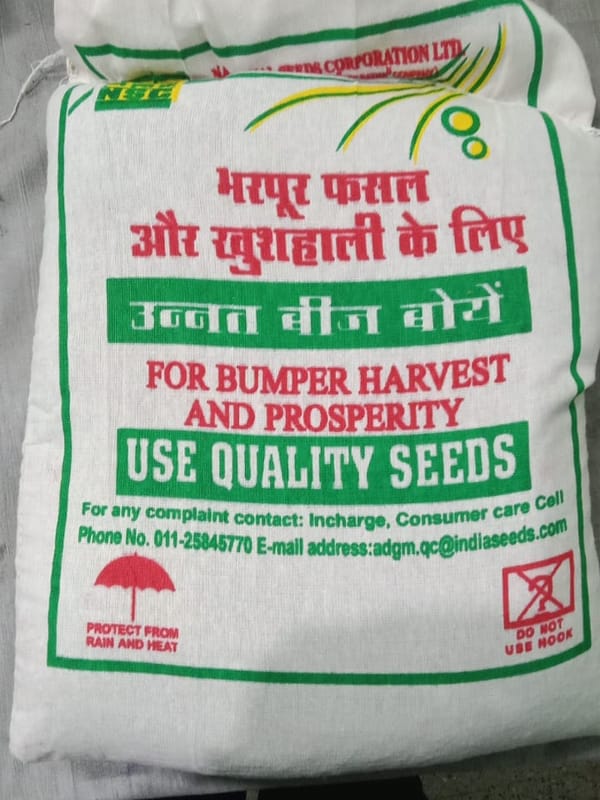 SEEDS CORPORATION LTD.
NSC
भरपूर फसल
और खुशहाली के लिए
उन्नत बीज बोयें
FOR BUMPER HARVEST
AND PROSPERITY
USE QUALITY SEEDS
For any complaint contact: Incharge, Consumer care Cell
Phone No. 011-25845770 E-mail address:adgm.qc@indiaseeds.com
PROTECT FROM
RAIN AND HEAT
DO NOT
USE HOOK